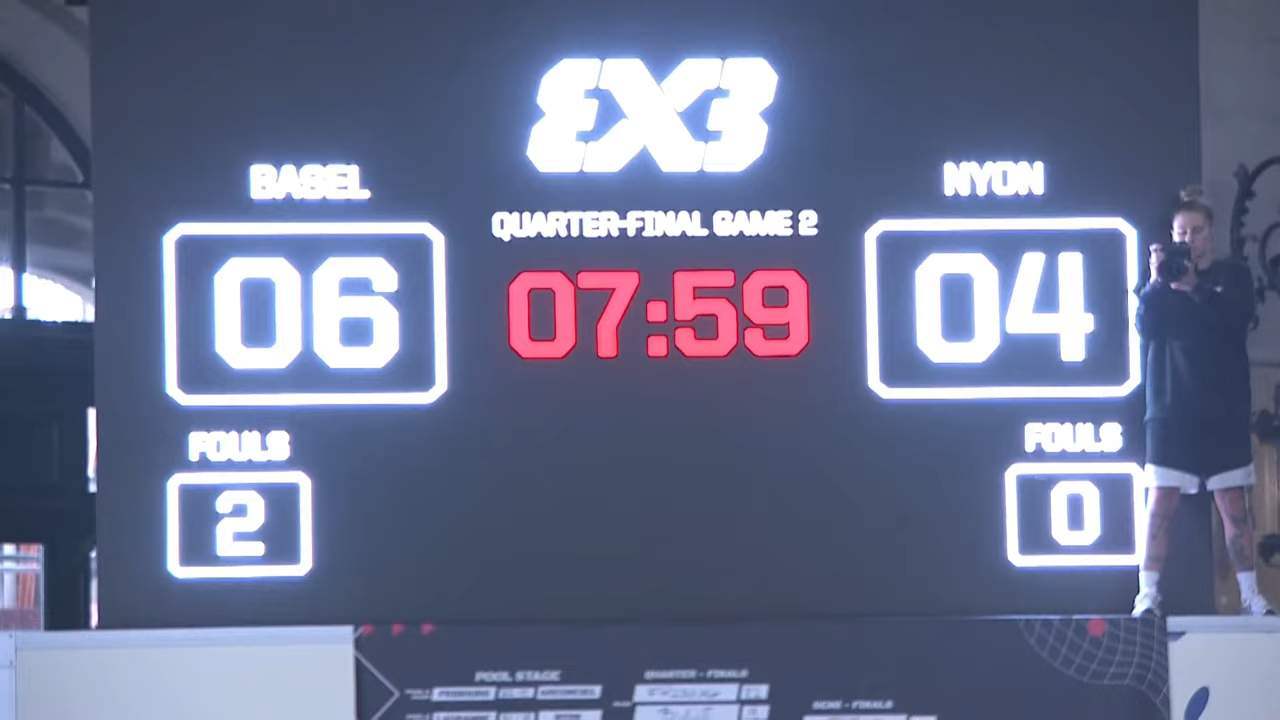 3X3
BASEL
NYON
QUARTER-FINAL GAME 2
06
07:59
04
FOULS
FOULS
2
0
POOL STAGE
QUARTER - FINALS
SEMI - FINALS